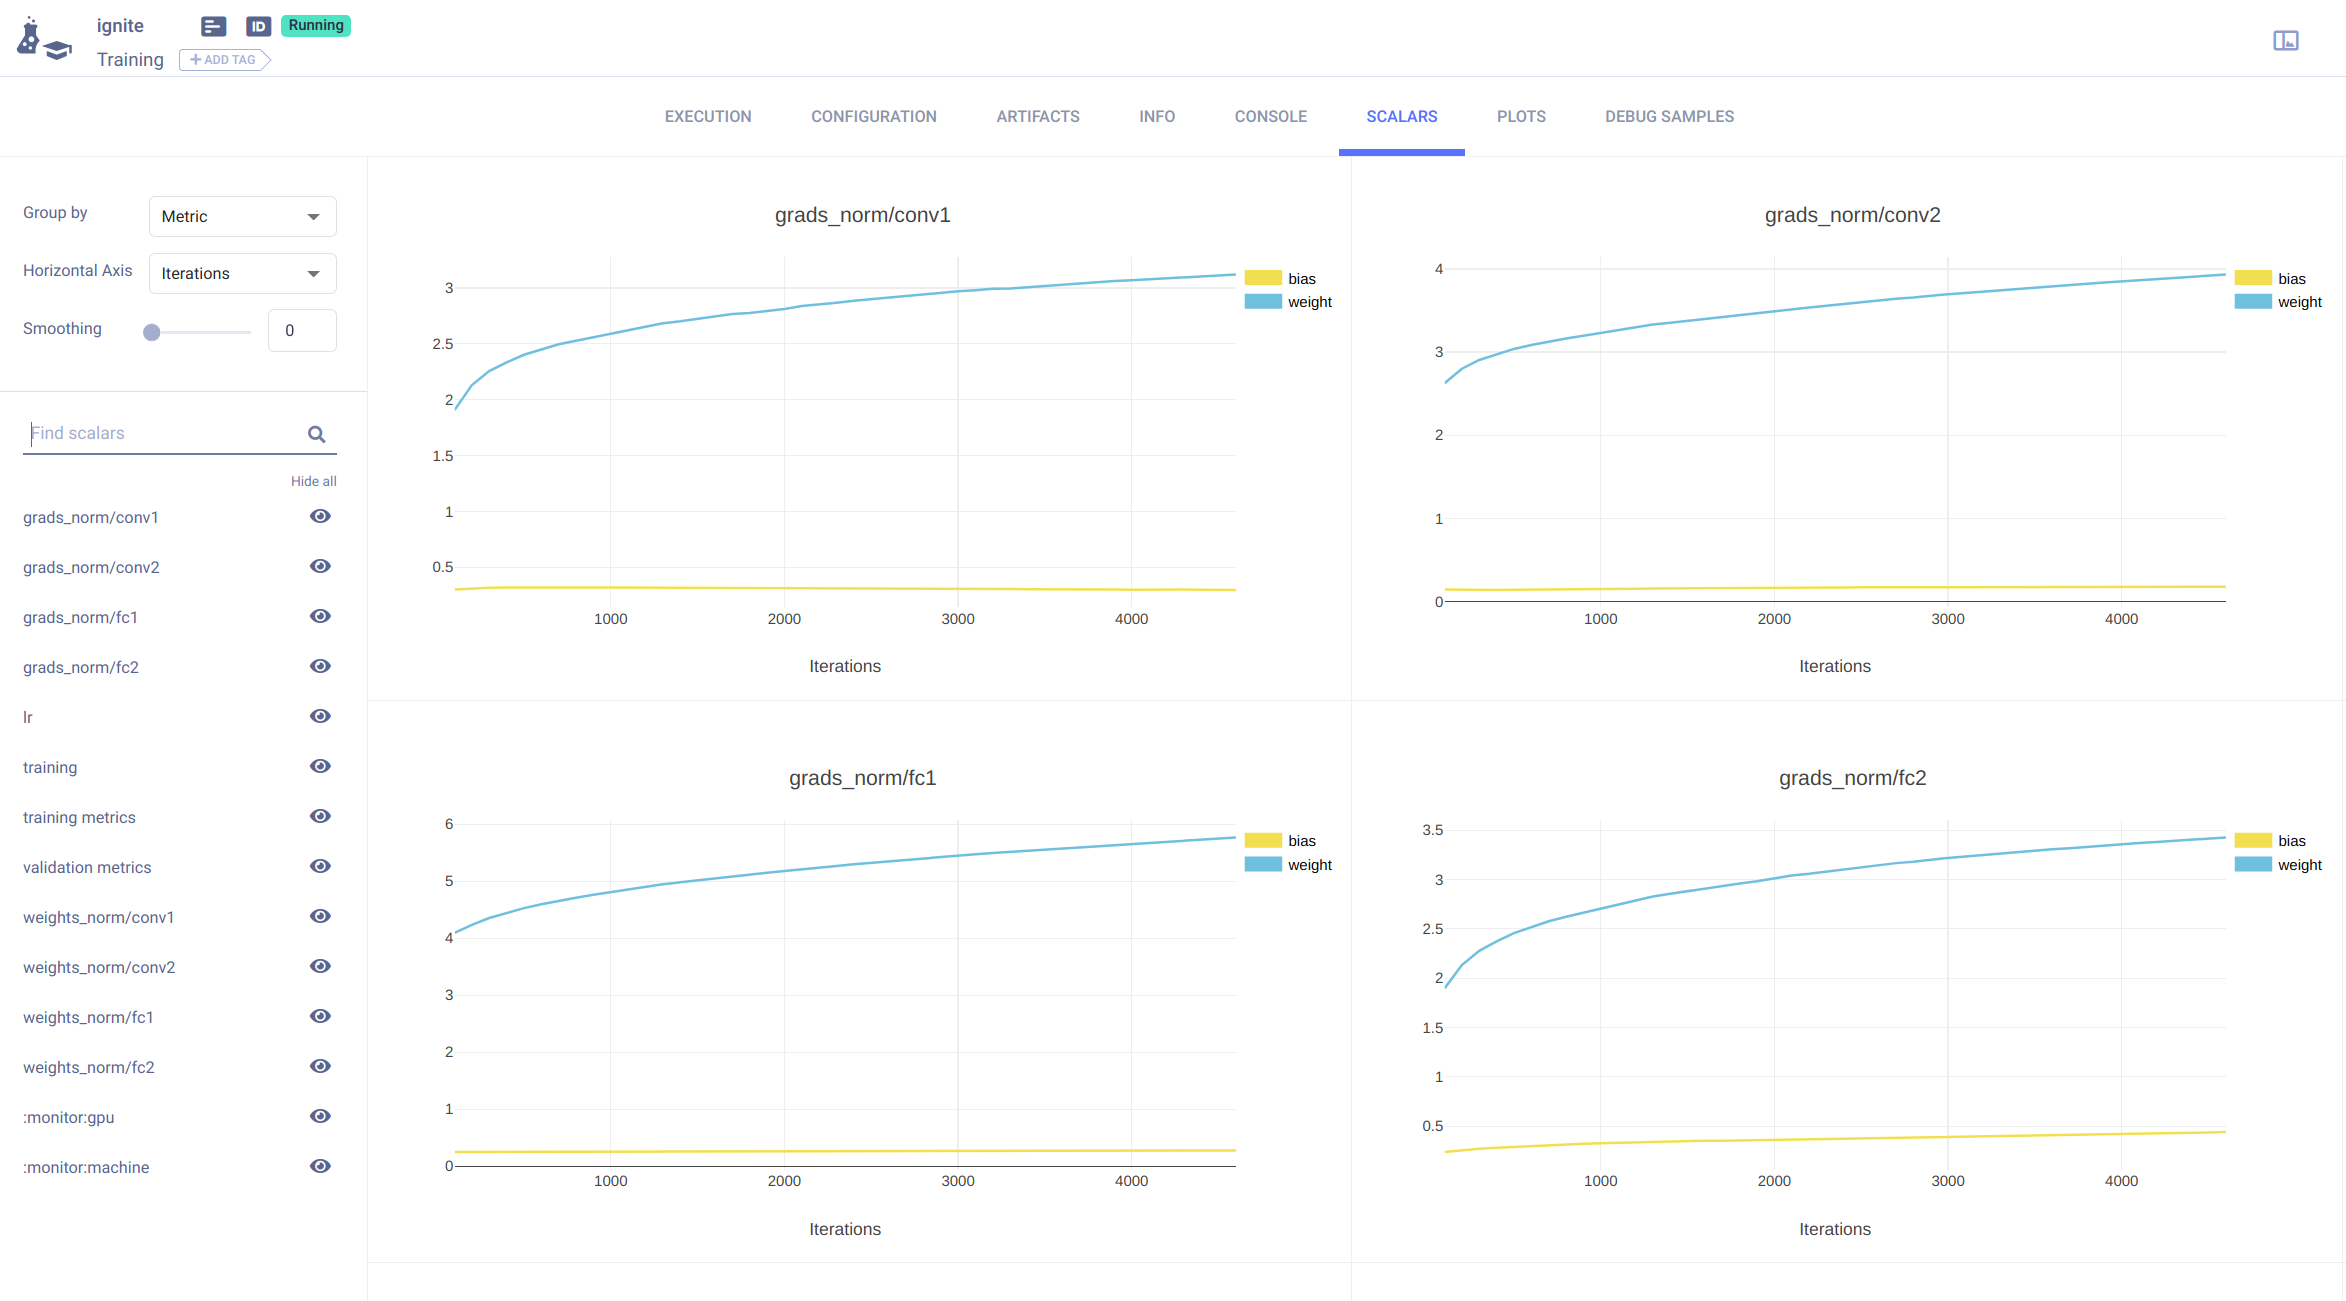 ignite ID Running
Training + ADD TAG
EXECUTION CONFIGURATION ARTIFACTS INFO CONSOLE SCALARS PLOTS DEBUG SAMPLES
Group by Metric
Horizontal Axis Iterations
Smoothing 0
Find scalars
Hide all
grads_norm/conv1
grads_norm/conv2
grads_norm/fc1
grads_norm/fc2
lr
training
training metrics
validation metrics
weights_norm/conv1
weights_norm/conv2
weights_norm/fc1
weights_norm/fc2
:monitor:gpu
:monitor:machine
grads_norm/conv1
3
2.5
2
1.5
1
0.5
1000 2000 3000 4000
Iterations
bias
weight
grads_norm/conv2
4
3
2
1
0
1000 2000 3000 4000
Iterations
bias
weight
grads_norm/fc1
6
5
4
3
2
1
0
1000 2000 3000 4000
Iterations
bias
weight
grads_norm/fc2
3.5
3
2.5
2
1.5
1
0.5
1000 2000 3000 4000
Iterations
bias
weight